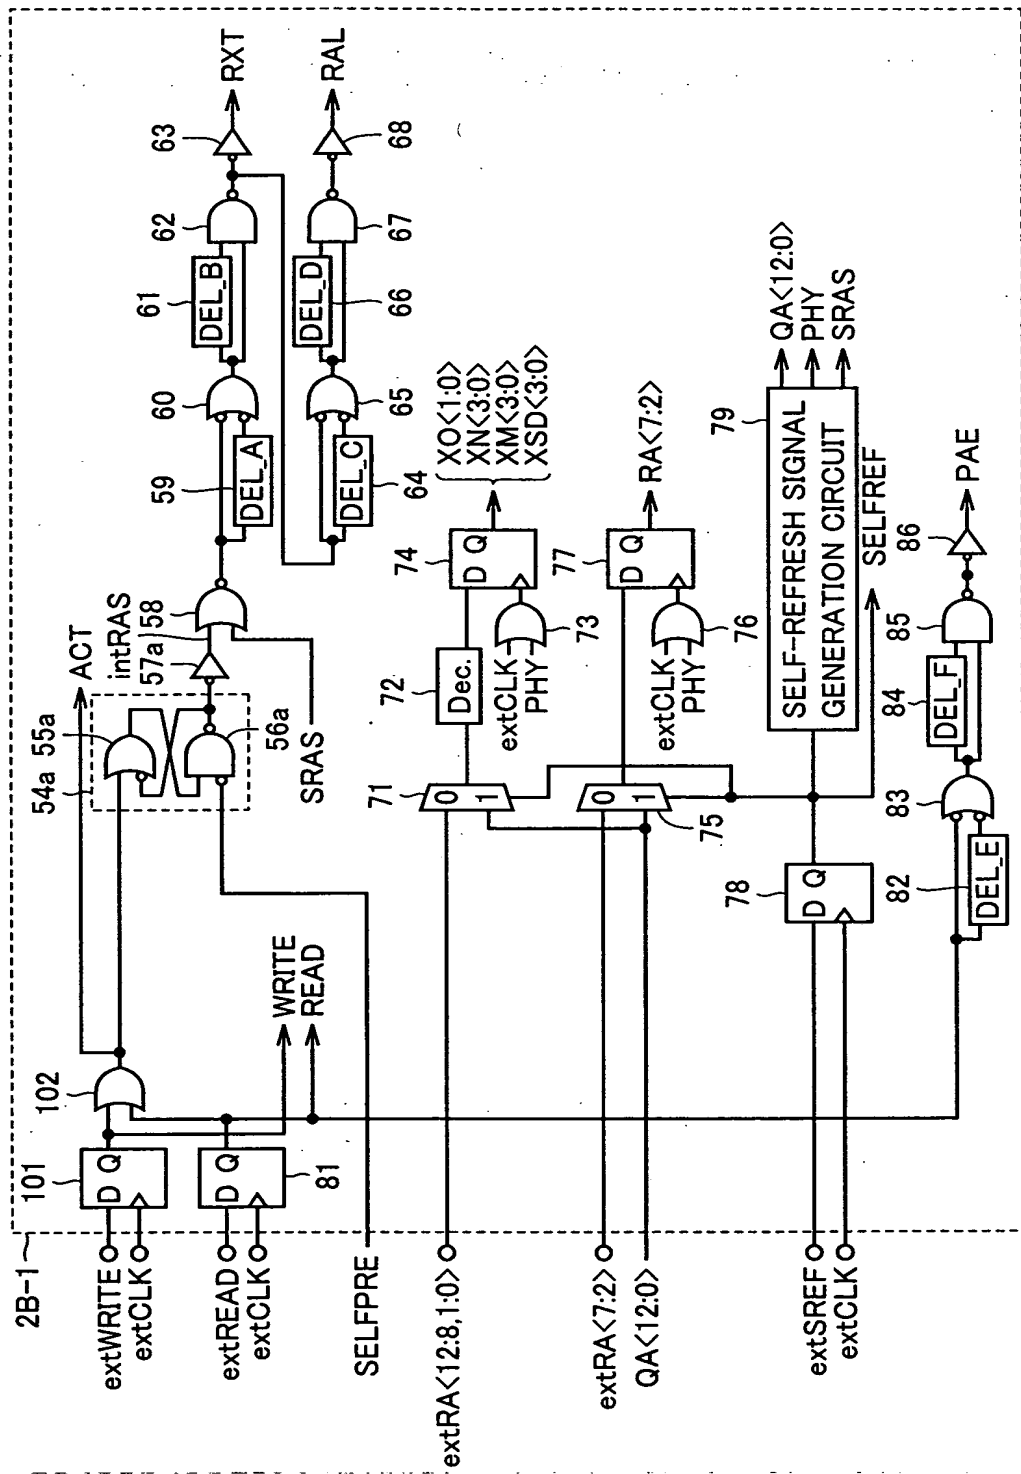 2B-1
extWRITE
extCLK
101
D Q
102
ACT
54a
55a
56a
57a
intRAS
58
SRAS
59
DEL_A
60
61
DEL_B
62
63
RXT
extREAD
extCLK
81
D Q
WRITE
READ
64
DEL_C
65
66
DEL_D
67
68
RAL
SELFPRE
extRA<12:8,1:0>
71
0
1
72
Dec.
extCLK
PHY
73
74
D Q
XO<1:0>
XN<3:0>
XM<3:0>
XSD<3:0>
extRA<7:2>
QA<12:0>
75
0
1
extCLK
PHY
76
77
D Q
RA<7:2>
extSREF
extCLK
78
D Q
79
SELF-REFRESH SIGNAL
GENERATION CIRCUIT
QA<12:0>
PHY
SRAS
SELFREF
82
DEL_E
83
84
DEL_F
85
86
PAE